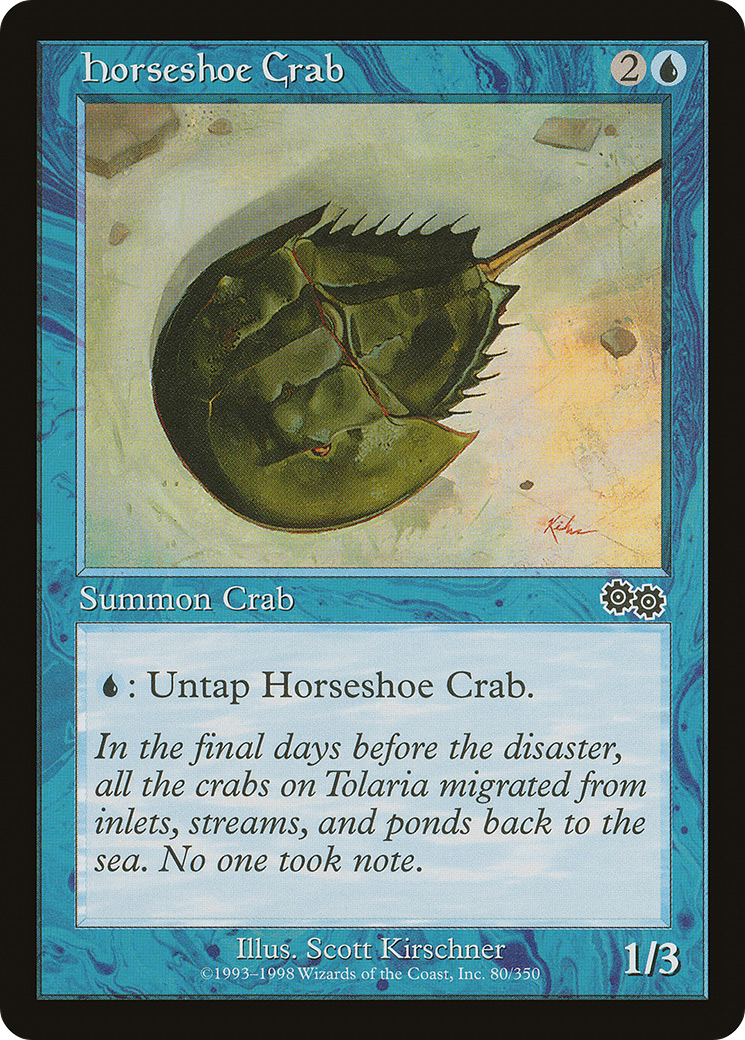 Horseshoe Crab 2
Summon Crab
: Untap Horseshoe Crab.
In the final days before the disaster,
all the crabs on Tolaria migrated from
inlets, streams, and ponds back to the
sea. No one took note.
Illus. Scott Kirschner
©1993–1998 Wizards of the Coast, Inc. 80/350
1/3